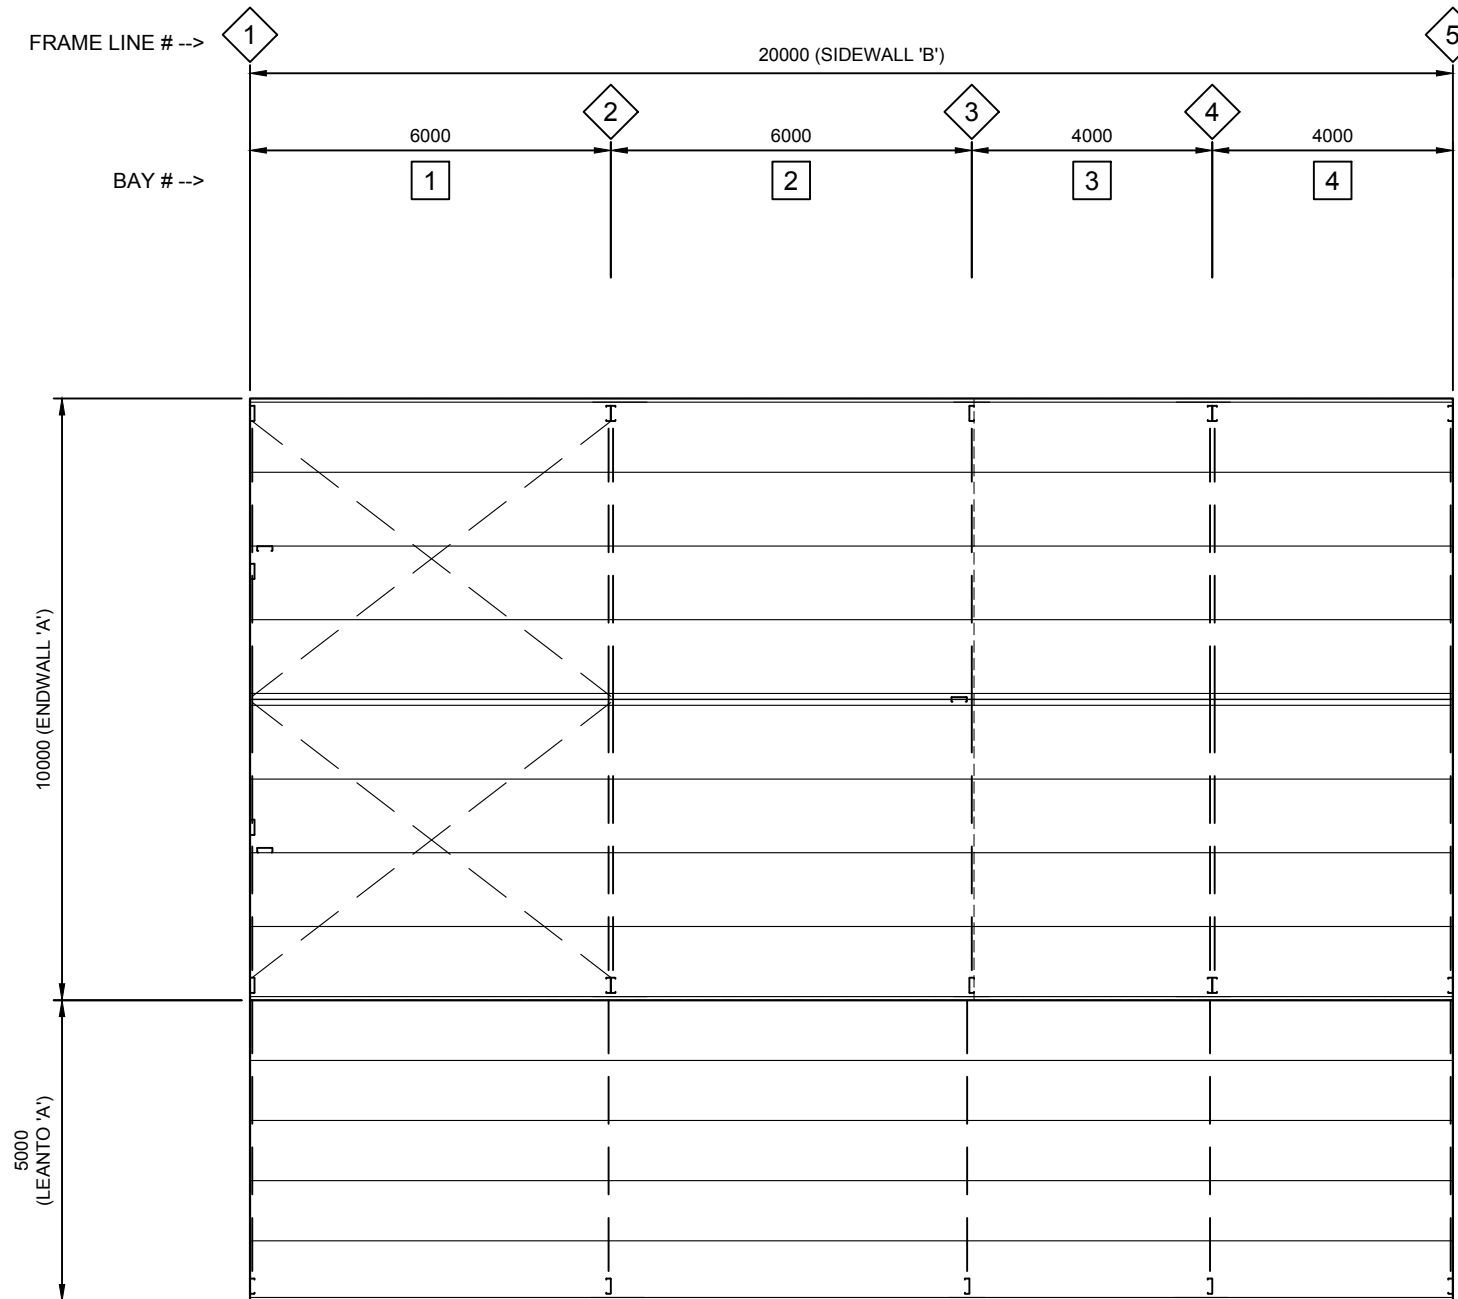 FRAME LINE # -->
1
5
20000 (SIDEWALL 'B')
2
3
4
6000
6000
4000
4000
BAY # -->
1
2
3
4
10000 (ENDWALL 'A')
5000
(LEANTO 'A')